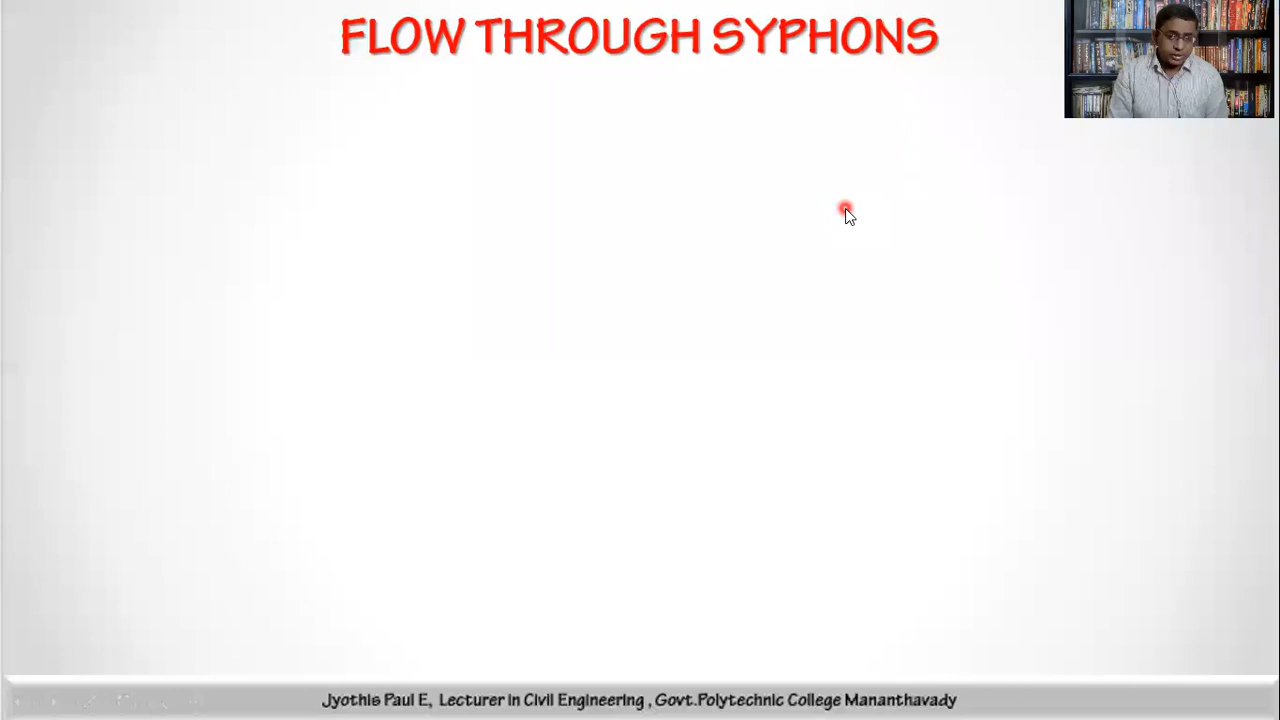 FLOW THROUGH SYPHONS
Jyothis Paul E, Lecturer in Civil Engineering , Govt.Polytechnic College Mananthavady